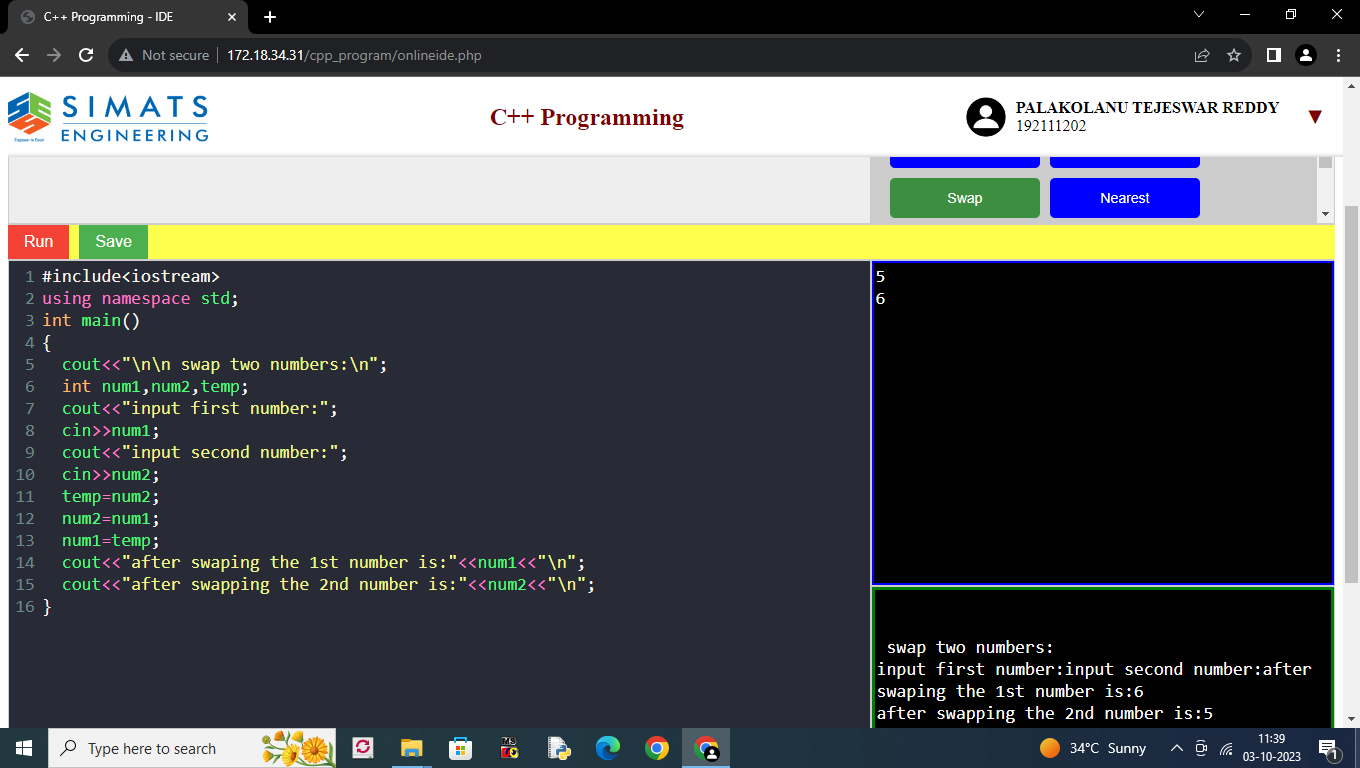 C++ Programming - IDE
Not secure
172.18.34.31/cpp_program/onlineide.php
SIMATS
ENGINEERING
Engineer to Excel
C++ Programming
PALAKOLANU TEJESWAR REDDY
192111202
Swap
Nearest
Run
Save
1 #include<iostream>
2 using namespace std;
3 int main()
4 {
5   cout<<"\n\n swap two numbers:\n";
6   int num1,num2,temp;
7   cout<<"input first number:";
8   cin>>num1;
9   cout<<"input second number:";
10   cin>>num2;
11   temp=num2;
12   num2=num1;
13   num1=temp;
14   cout<<"after swaping the 1st number is:"<<num1<<"\n";
15   cout<<"after swapping the 2nd number is:"<<num2<<"\n";
16 }
5
6
swap two numbers:
input first number:input second number:after
swaping the 1st number is:6
after swapping the 2nd number is:5
Type here to search
34°C Sunny
11:39
03-10-2023
1